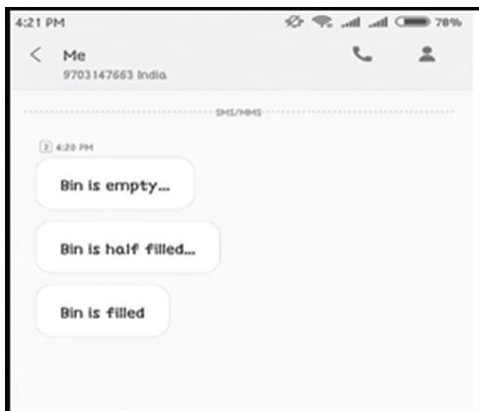 4:21 PM 78%
Me
9703147663 India
SMS/MMS
2 4:20 PM
Bin is empty...
Bin is half filled...
Bin is filled